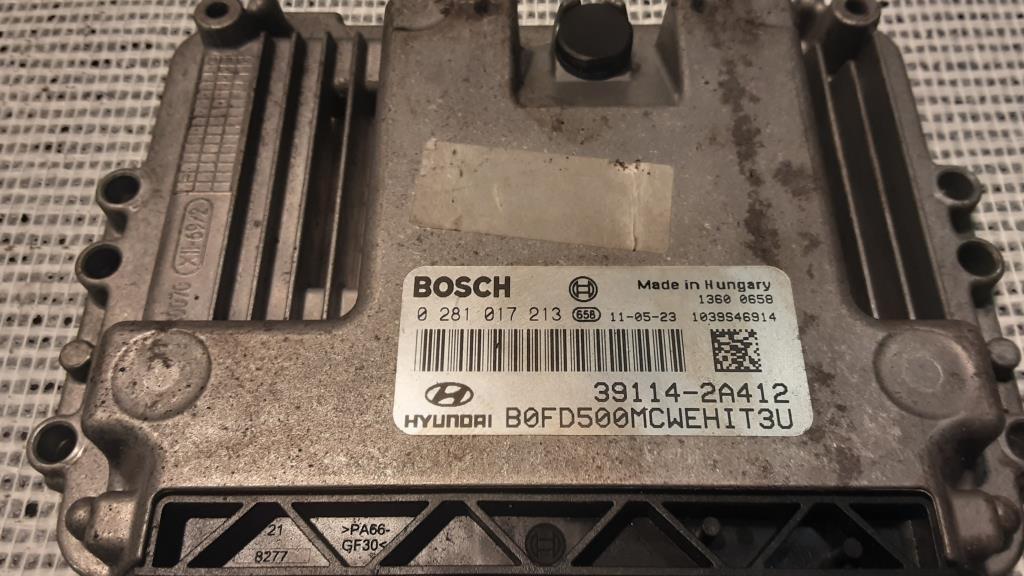 BOSCH
Made in Hungary
1360 0658
0 281 017 213 658 11-05-23 1039S46914
39114-2A412
HYUNDAI B0FD500MCWEHIT3U
21
8277
>PA66-
GF30<